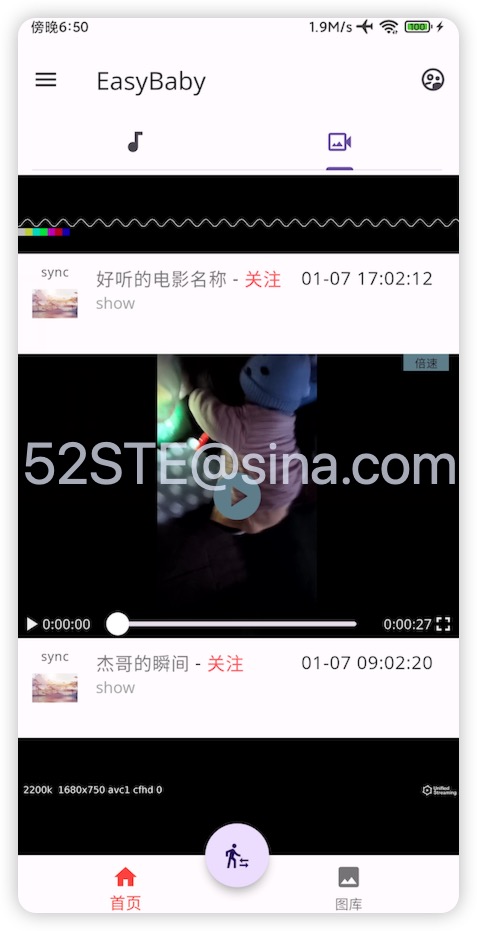 傍晚6:50
1.9M/s
100
EasyBaby
sync
好听的电影名称 - 关注
01-07 17:02:12
show
倍速
52STE@sina.com
0:00:00
0:00:27
sync
杰哥的瞬间 - 关注
01-07 09:02:20
show
2200k 1680x750 avc1 cfhd 0
Unified
Streaming
首页
图库